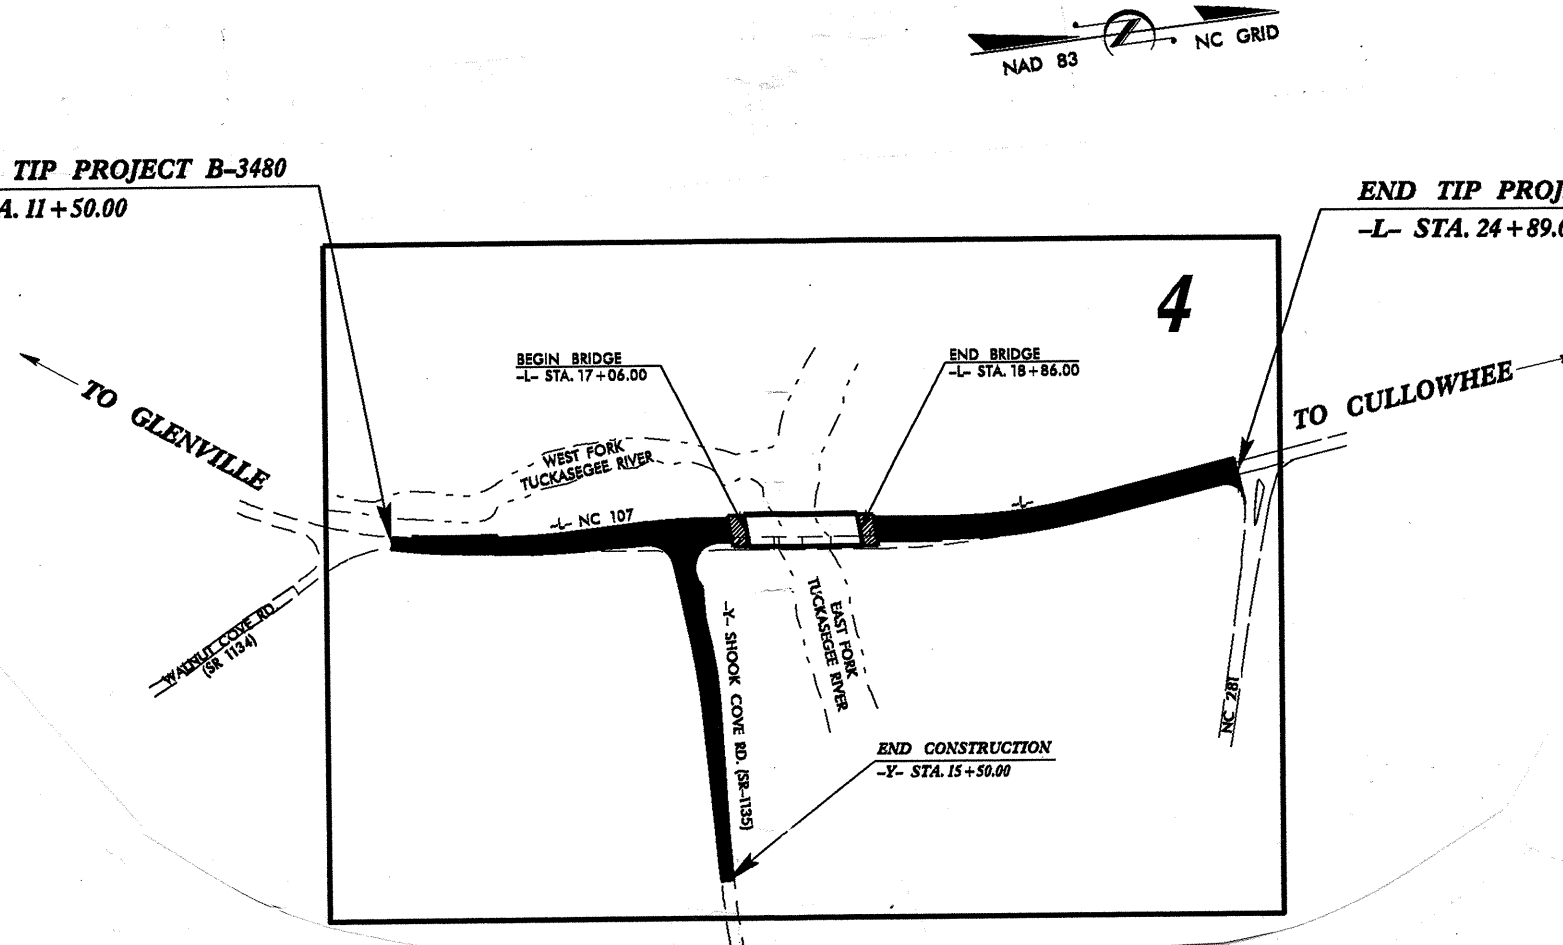 NAD 83
NC GRID
TIP PROJECT B-3480
A. 11+50.00
END TIP PROJ
-L- STA. 24+89.0
4
BEGIN BRIDGE
-L- STA. 17+06.00
END BRIDGE
-L- STA. 18+86.00
TO GLENVILLE
TO CULLOWHEE
WEST FORK
TUCKASEGEE RIVER
-L- NC 107
-L-
WALNUT COVE RD.
(SR 1134)
-Y- SHOOK COVE RD. (SR-1135)
EAST FORK
TUCKASEGEE RIVER
NC 281
END CONSTRUCTION
-Y- STA. 15+50.00